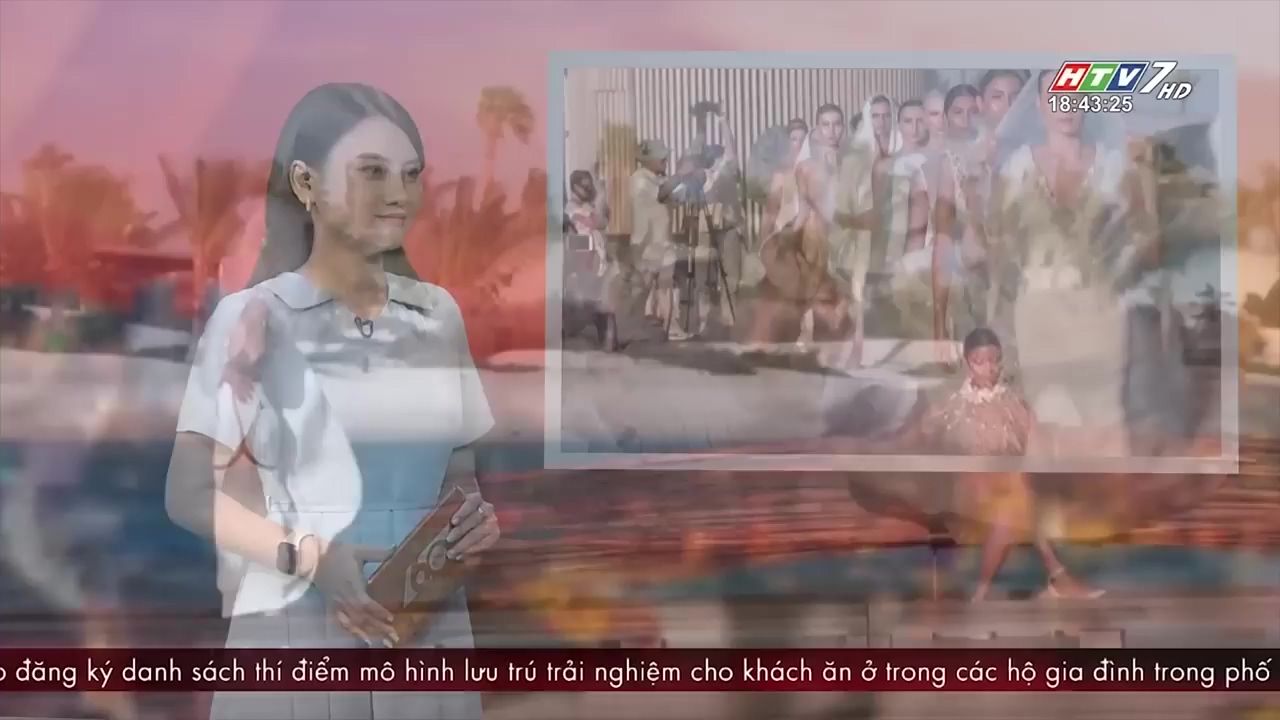 HTV7 HD
18:43:25
đăng ký danh sách thí điểm mô hình lưu trú trải nghiệm cho khách ăn ở trong các hộ gia đình trong phố